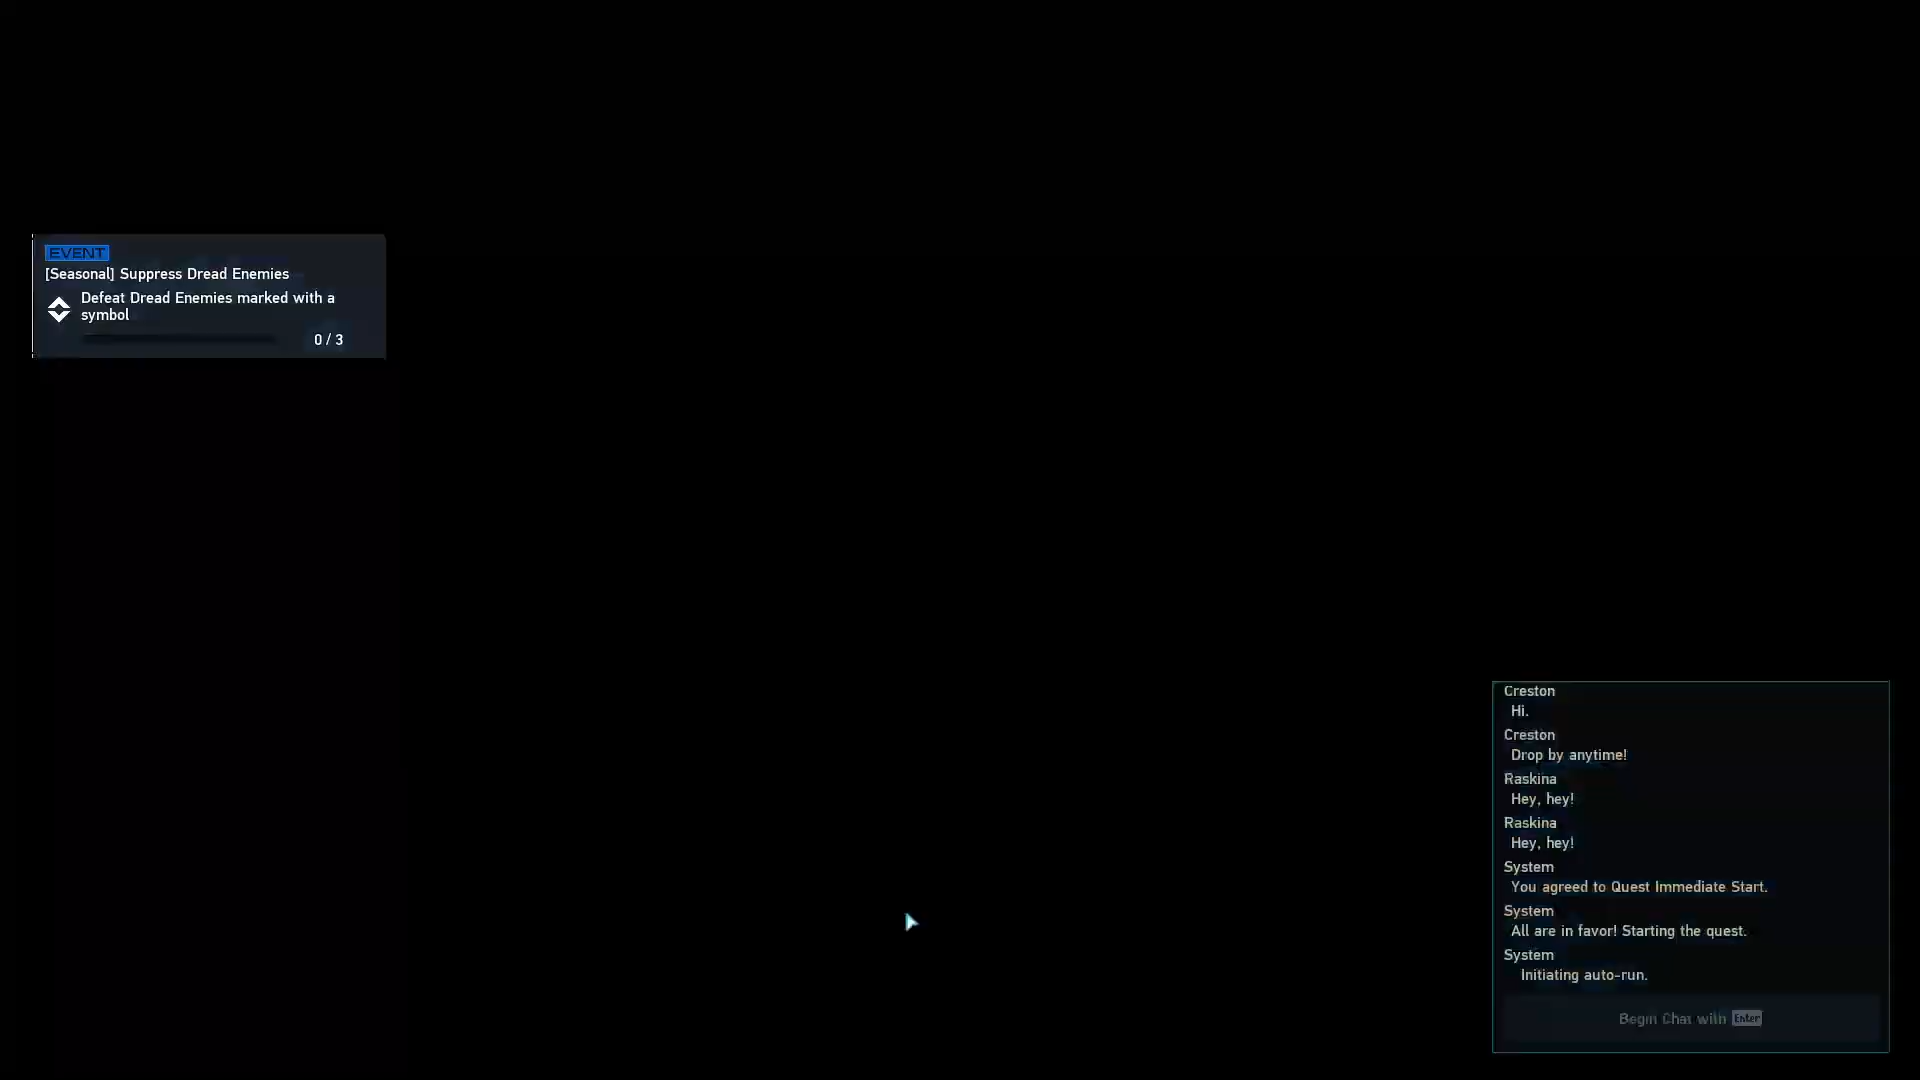 EVENT
[Seasonal] Suppress Dread Enemies
Defeat Dread Enemies marked with a
symbol
0 / 3
Creston
Hi.
Creston
Drop by anytime!
Raskina
Hey, hey!
Raskina
Hey, hey!
System
You agreed to Quest Immediate Start.
System
All are in favor! Starting the quest.
System
Initiating auto-run.
Begin Chat with Enter